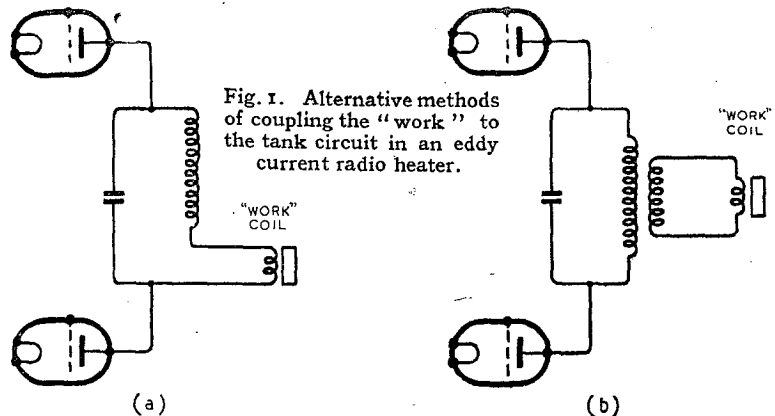 Fig. 1. Alternative methods
of coupling the "work" to
the tank circuit in an eddy
current radio heater.
"WORK"
COIL
"WORK"
COIL
(a)
(b)